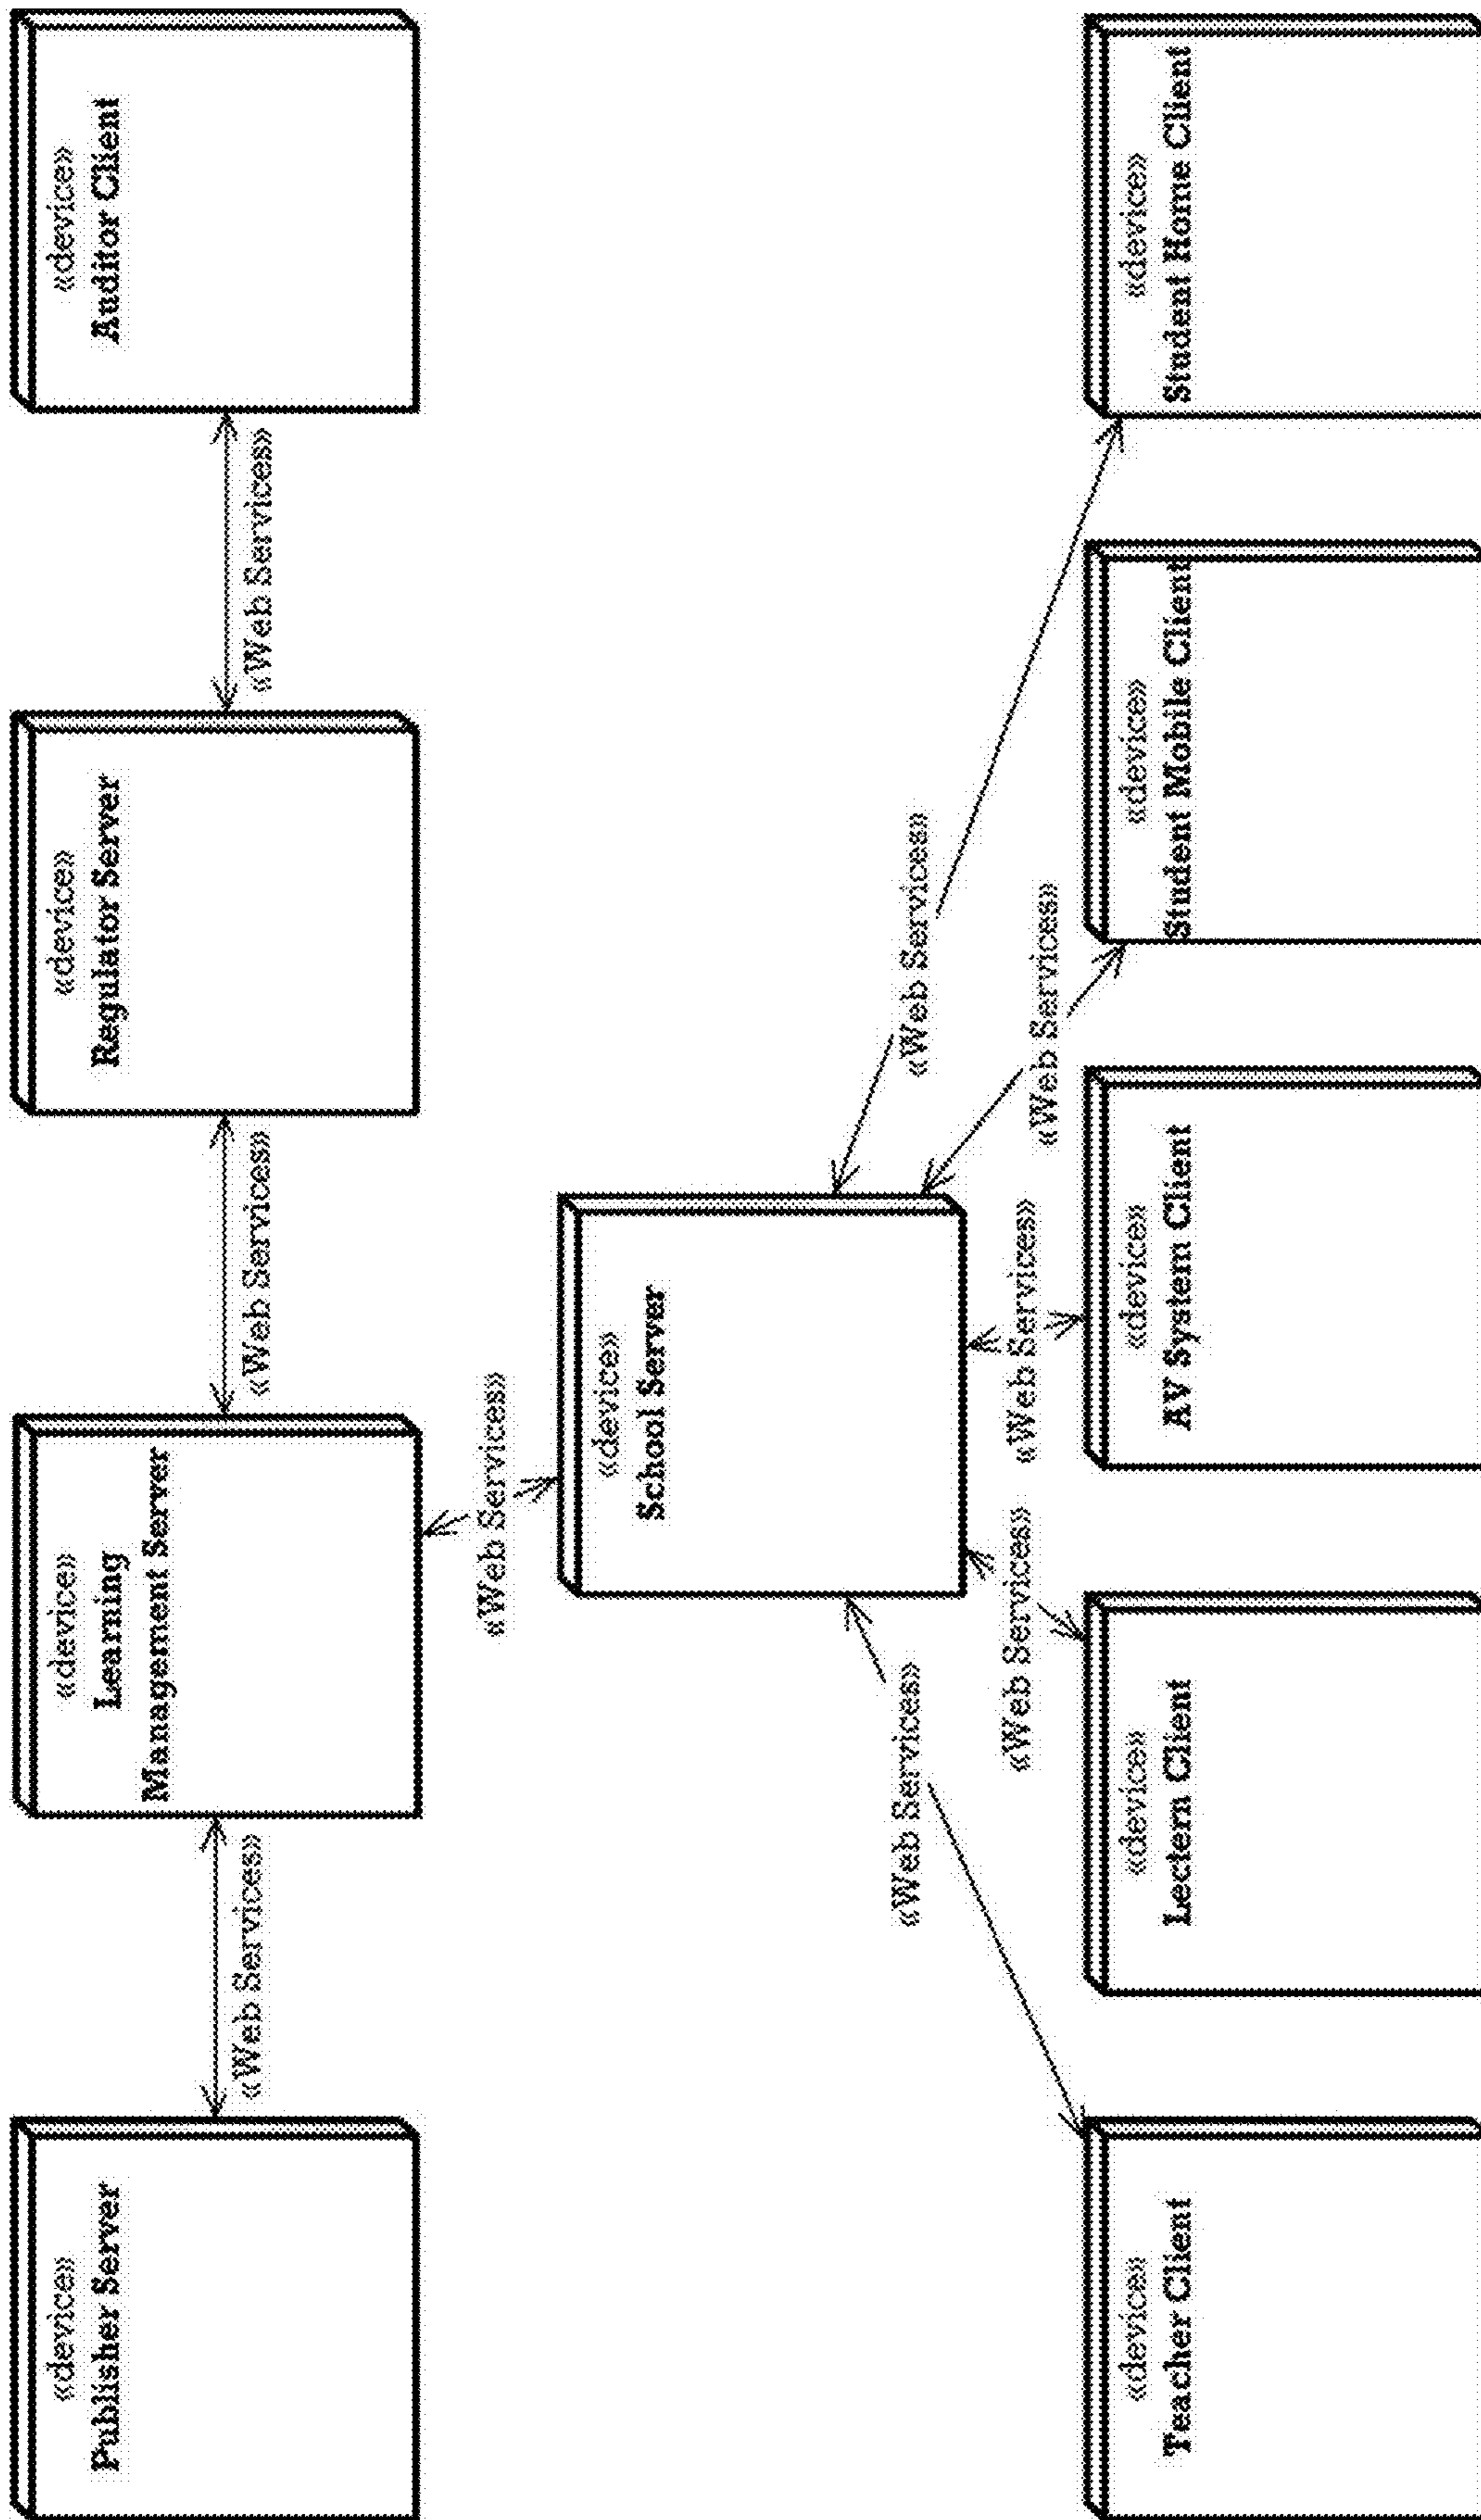 «device»
Publisher Server
«Web Services»
«device»
Learning
Management Server
«Web Services»
«device»
Regulator Server
«Web Services»
«device»
Auditor Client
«Web Services»
«device»
School Server
«Web Services»
«Web Services»
«Web Services»
«Web Services»
«Web Services»
«device»
Teacher Client
«device»
Lectern Client
«device»
AV System Client
«device»
Student Mobile Client
«device»
Student Home Client